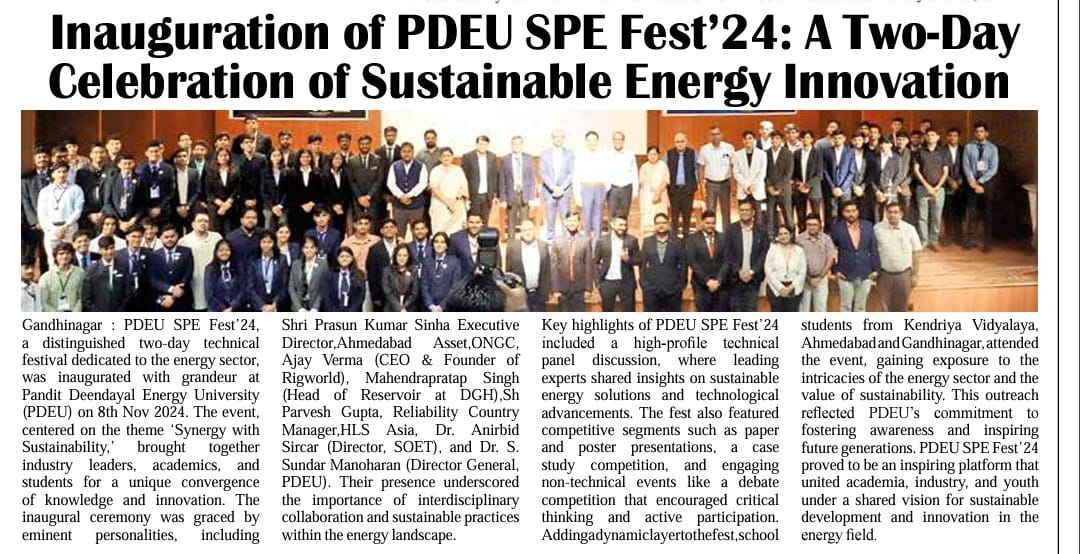 Inauguration of PDEU SPE Fest’24: A Two-Day
Celebration of Sustainable Energy Innovation
Gandhinagar : PDEU SPE Fest’24,
a distinguished two-day technical
festival dedicated to the energy sector,
was inaugurated with grandeur at
Pandit Deendayal Energy University
(PDEU) on 8th Nov 2024. The event,
centered on the theme ‘Synergy with
Sustainability,’ brought together
industry leaders, academics, and
students for a unique convergence
of knowledge and innovation. The
inaugural ceremony was graced by
eminent personalities, including
Shri Prasun Kumar Sinha Executive
Director,Ahmedabad Asset,ONGC,
Ajay Verma (CEO & Founder of
Rigworld), Mahendrapratap Singh
(Head of Reservoir at DGH),Sh
Parvesh Gupta, Reliability Country
Manager,HLS Asia, Dr. Anirbid
Sircar (Director, SOET), and Dr. S.
Sundar Manoharan (Director General,
PDEU). Their presence underscored
the importance of interdisciplinary
collaboration and sustainable practices
within the energy landscape.
Key highlights of PDEU SPE Fest’24
included a high-profile technical
panel discussion, where leading
experts shared insights on sustainable
energy solutions and technological
advancements. The fest also featured
competitive segments such as paper
and poster presentations, a case
study competition, and engaging
non-technical events like a debate
competition that encouraged critical
thinking and active participation.
Addingadynamiclayertothefest,school
students from Kendriya Vidyalaya,
Ahmedabad and Gandhinagar, attended
the event, gaining exposure to the
intricacies of the energy sector and the
value of sustainability. This outreach
reflected PDEU’s commitment to
fostering awareness and inspiring
future generations. PDEU SPE Fest’24
proved to be an inspiring platform that
united academia, industry, and youth
under a shared vision for sustainable
development and innovation in the
energy field.